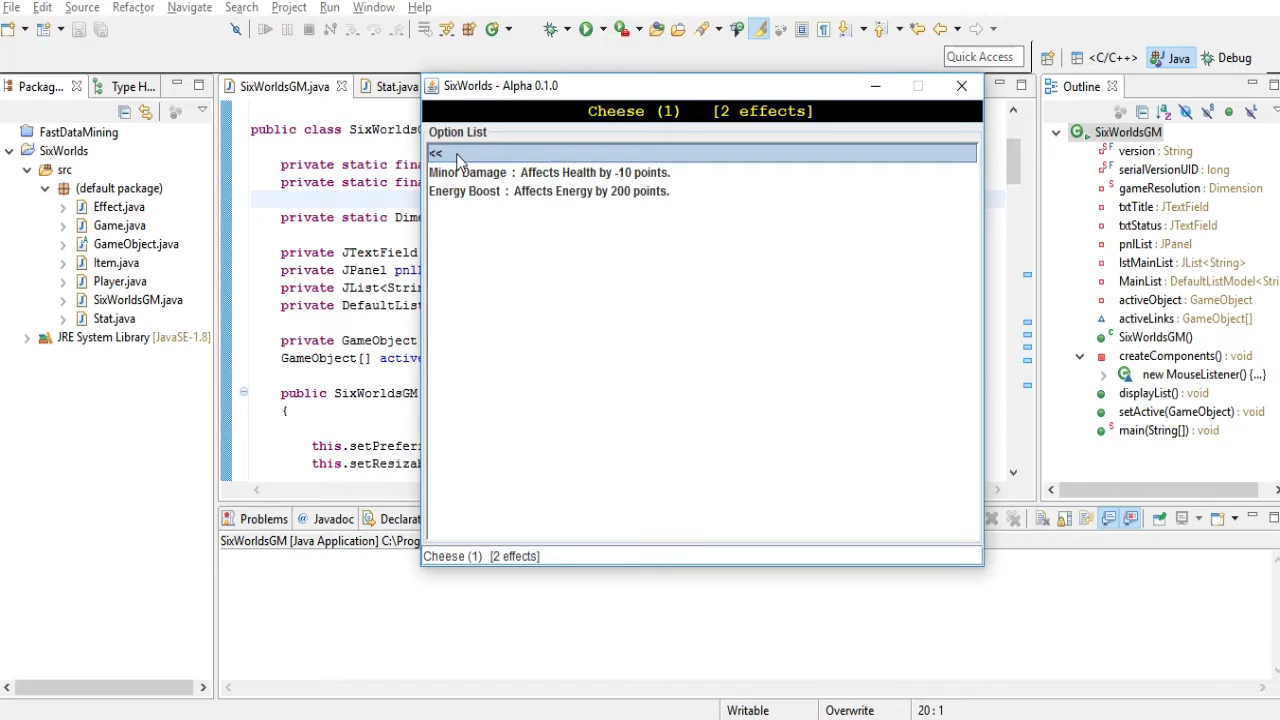 File Edit Source Refactor Navigate Search Project Run Window Help
Quick Access
<C/C++>
Java
Debug
Packag...
Type H...
FastDataMining
SixWorlds
src
(default package)
Effect.java
Game.java
GameObject.java
Item.java
Player.java
SixWorldsGM.java
Stat.java
JRE System Library [JavaSE-1.8]
SixWorldsGM.java
Stat.java
public class SixWorldsG
private static fina
private static fina
private static Dime
private JTextField
private JPanel pnlL
private JList<Strin
private DefaultList
private GameObject
GameObject[] active
public SixWorldsGM
{
this.setPreferr
this.setResizab
SixWorlds - Alpha 0.1.0
Cheese (1) [2 effects]
Option List
<<
Minor Damage : Affects Health by -10 points.
Energy Boost : Affects Energy by 200 points.
Cheese (1) [2 effects]
Outline
SixWorldsGM
version : String
serialVersionUID : long
gameResolution : Dimension
txtTitle : JTextField
txtStatus : JTextField
pnlList : JPanel
lstMainList : JList<String>
MainList : DefaultListModel<Stri
activeObject : GameObject
activeLinks : GameObject[]
SixWorldsGM()
createComponents() : void
new MouseListener() {...}
displayList() : void
setActive(GameObject) : void
main(String[]) : void
Problems
Javadoc
Declarat
SixWorldsGM [Java Application] C:\Prog
Writable
Overwrite
20 : 1